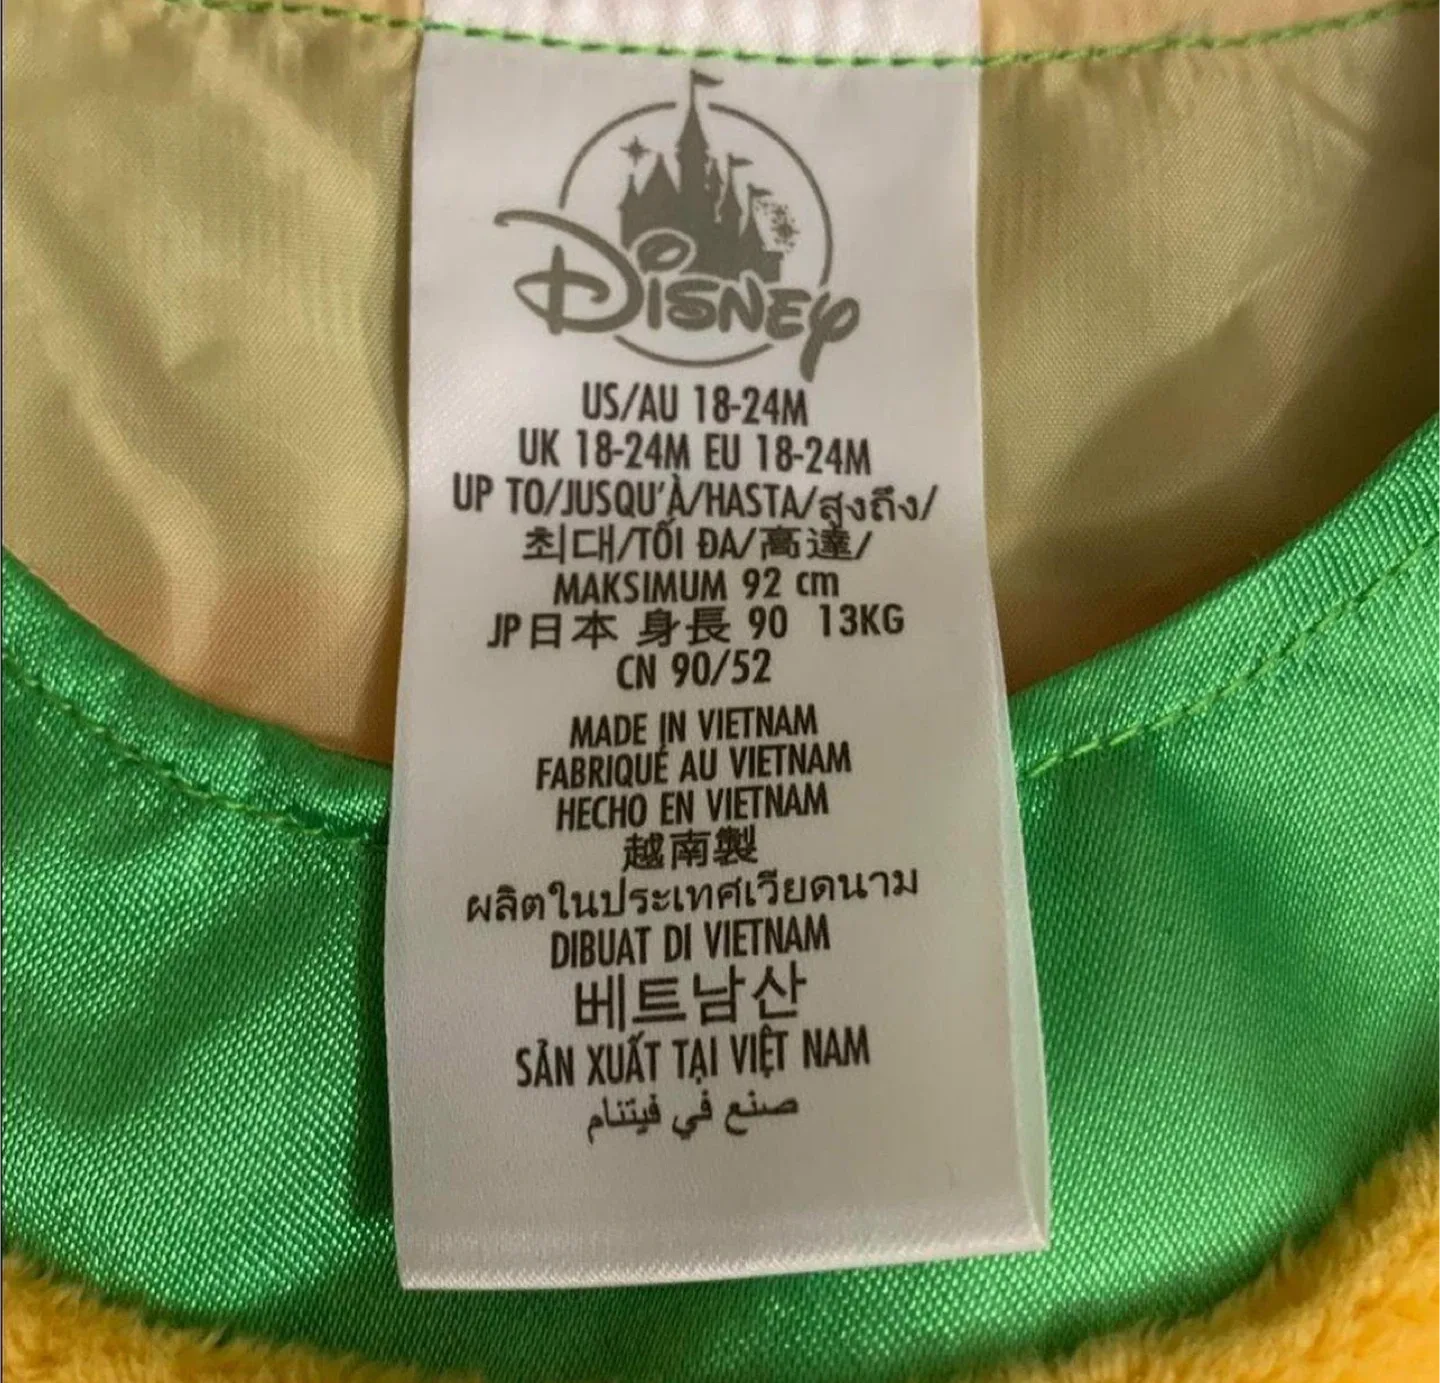 Disney
US/AU 18-24M
UK 18-24M EU 18-24M
UP TO/JUSQU'À/HASTA/สูงถึง/
최대/TỐI ĐA/高達/
MAKSIMUM 92 cm
JP日本 身長 90 13KG
CN 90/52
MADE IN VIETNAM
FABRIQUÉ AU VIETNAM
HECHO EN VIETNAM
越南製
ผลิตในประเทศเวียดนาม
DIBUAT DI VIETNAM
베트남산
SẢN XUẤT TẠI VIỆT NAM
صنع في فيتنام